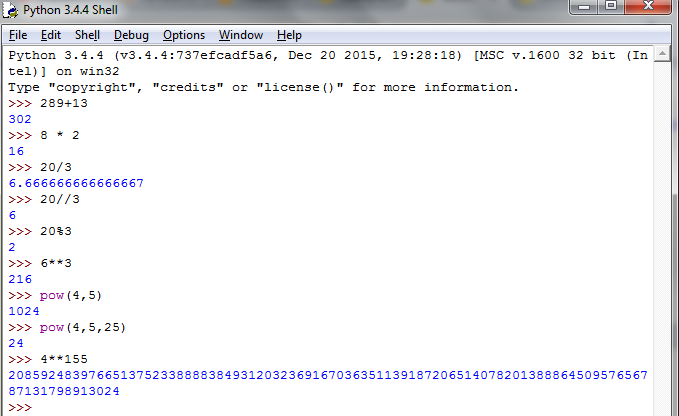 Python 3.4.4 Shell
File Edit Shell Debug Options Window Help
Python 3.4.4 (v3.4.4:737efcadf5a6, Dec 20 2015, 19:28:18) [MSC v.1600 32 bit (In
tel)] on win32
Type "copyright", "credits" or "license()" for more information.
>>> 289+13
302
>>> 8 * 2
16
>>> 20/3
6.666666666666667
>>> 20//3
6
>>> 20%3
2
>>> 6**3
216
>>> pow(4,5)
1024
>>> pow(4,5,25)
24
>>> 4**155
20859248397665137523388883849312032369167036351139187206514078201388864509576567
87131798913024
>>>